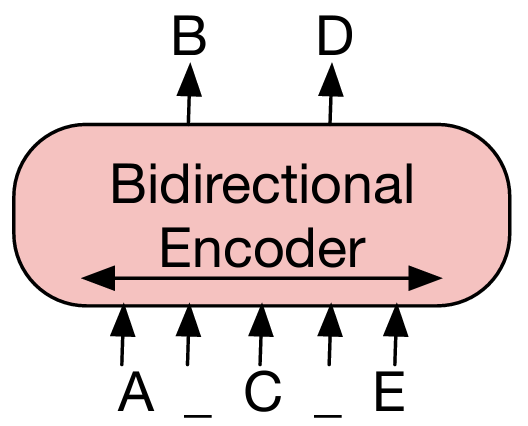 B D
Bidirectional
Encoder
A _ C _ E